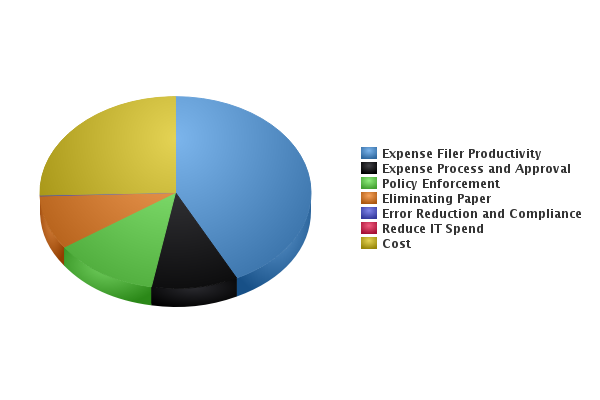 Expense Filer Productivity
Expense Process and Approval
Policy Enforcement
Eliminating Paper
Error Reduction and Compliance
Reduce IT Spend
Cost